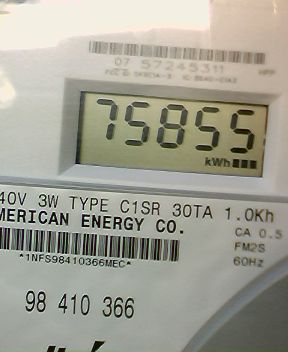 07 57245311
75855
kWh
40V 3W TYPE C1SR 30TA 1.0Kh
MERICAN ENERGY CO.
CA 0.5
FM2S
*1NFS98410366MEC*
60Hz
98 410 366